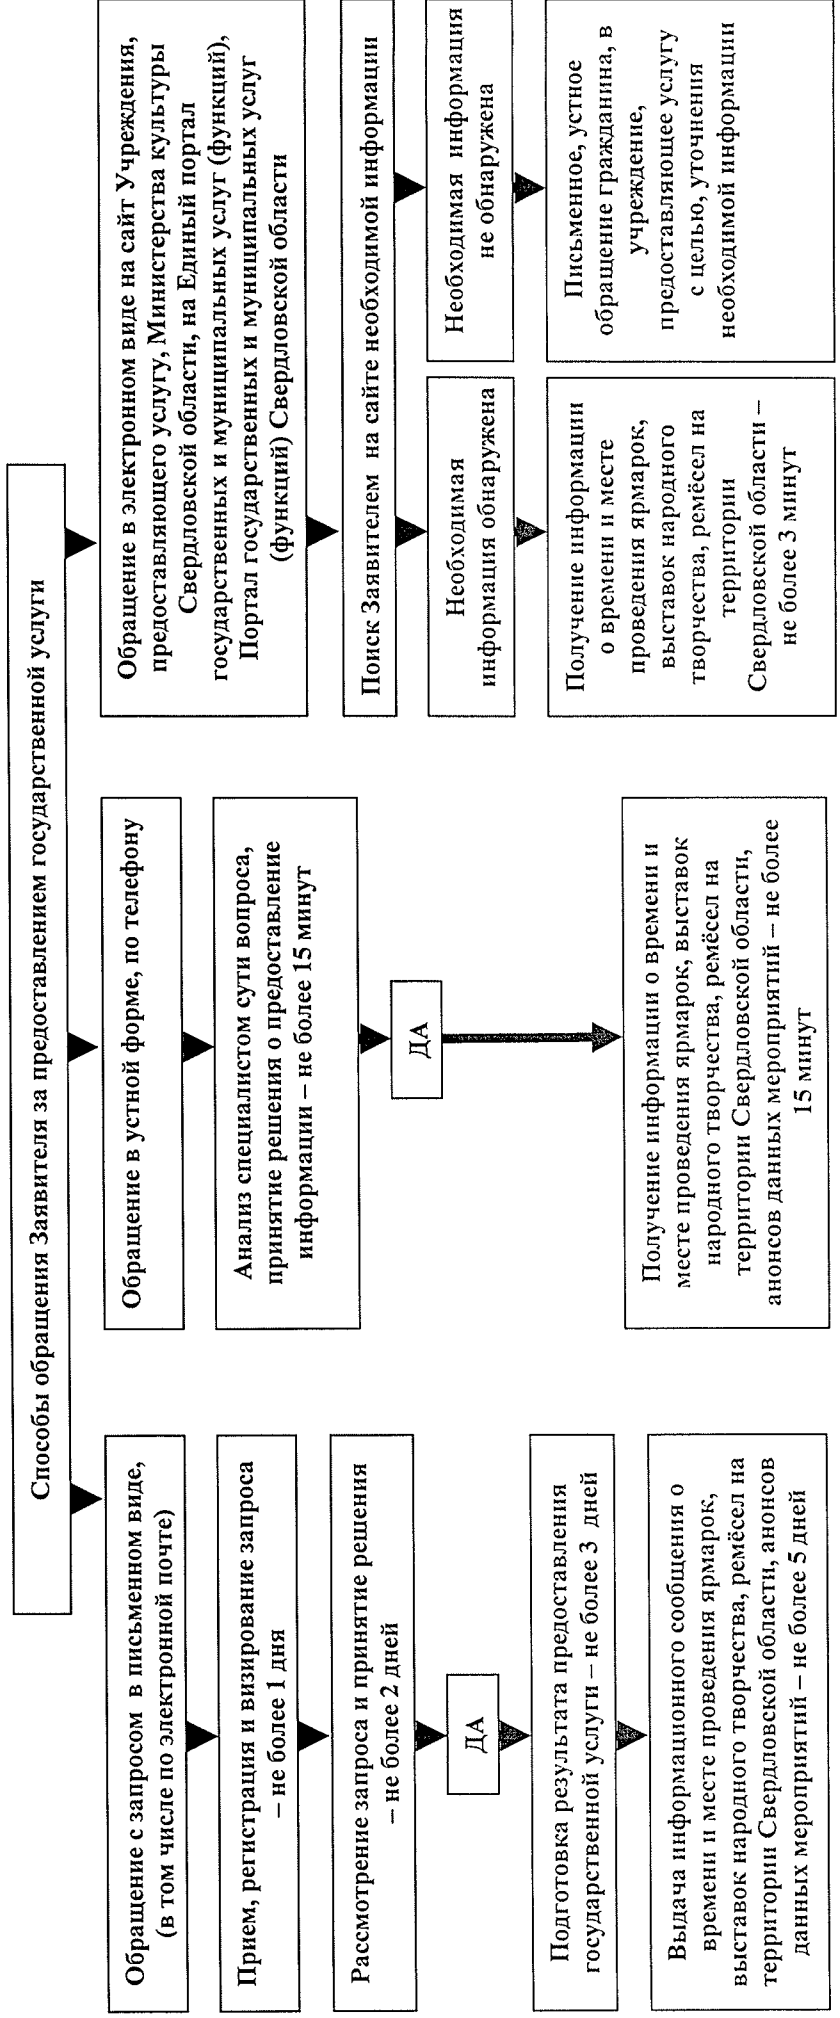 Способы обращения Заявителя за предоставлением государственной услуги
Обращение с запросом в письменном виде,
(в том числе по электронной почте)
Прием, регистрация и визирование запроса
– не более 1 дня
Рассмотрение запроса и принятие решения
– не более 2 дней
ДА
Подготовка результата предоставления
государственной услуги – не более 3 дней
Выдача информационного сообщения о
времени и месте проведения ярмарок,
выставок народного творчества, ремёсел на
территории Свердловской области, анонсов
данных мероприятий – не более 5 дней
Обращение в устной форме, по телефону
Анализ специалистом сути вопроса,
принятие решения о предоставление
информации – не более 15 минут
ДА
Получение информации о времени и
месте проведения ярмарок, выставок
народного творчества, ремёсел на
территории Свердловской области,
анонсов данных мероприятий – не более
15 минут
Обращение в электронном виде на сайт Учреждения,
предоставляющего услугу, Министерства культуры
Свердловской области, на Единый портал
государственных и муниципальных услуг (функций),
Портал государственных и муниципальных услуг
(функций) Свердловской области
Поиск Заявителем на сайте необходимой информации
Необходимая
информация обнаружена
Получение информации
о времени и месте
проведения ярмарок,
выставок народного
творчества, ремёсел на
территории
Свердловской области –
не более 3 минут
Необходимая информация
не обнаружена
Письменное, устное
обращение гражданина, в
учреждение,
предоставляющее услугу
с целью, уточнения
необходимой информации